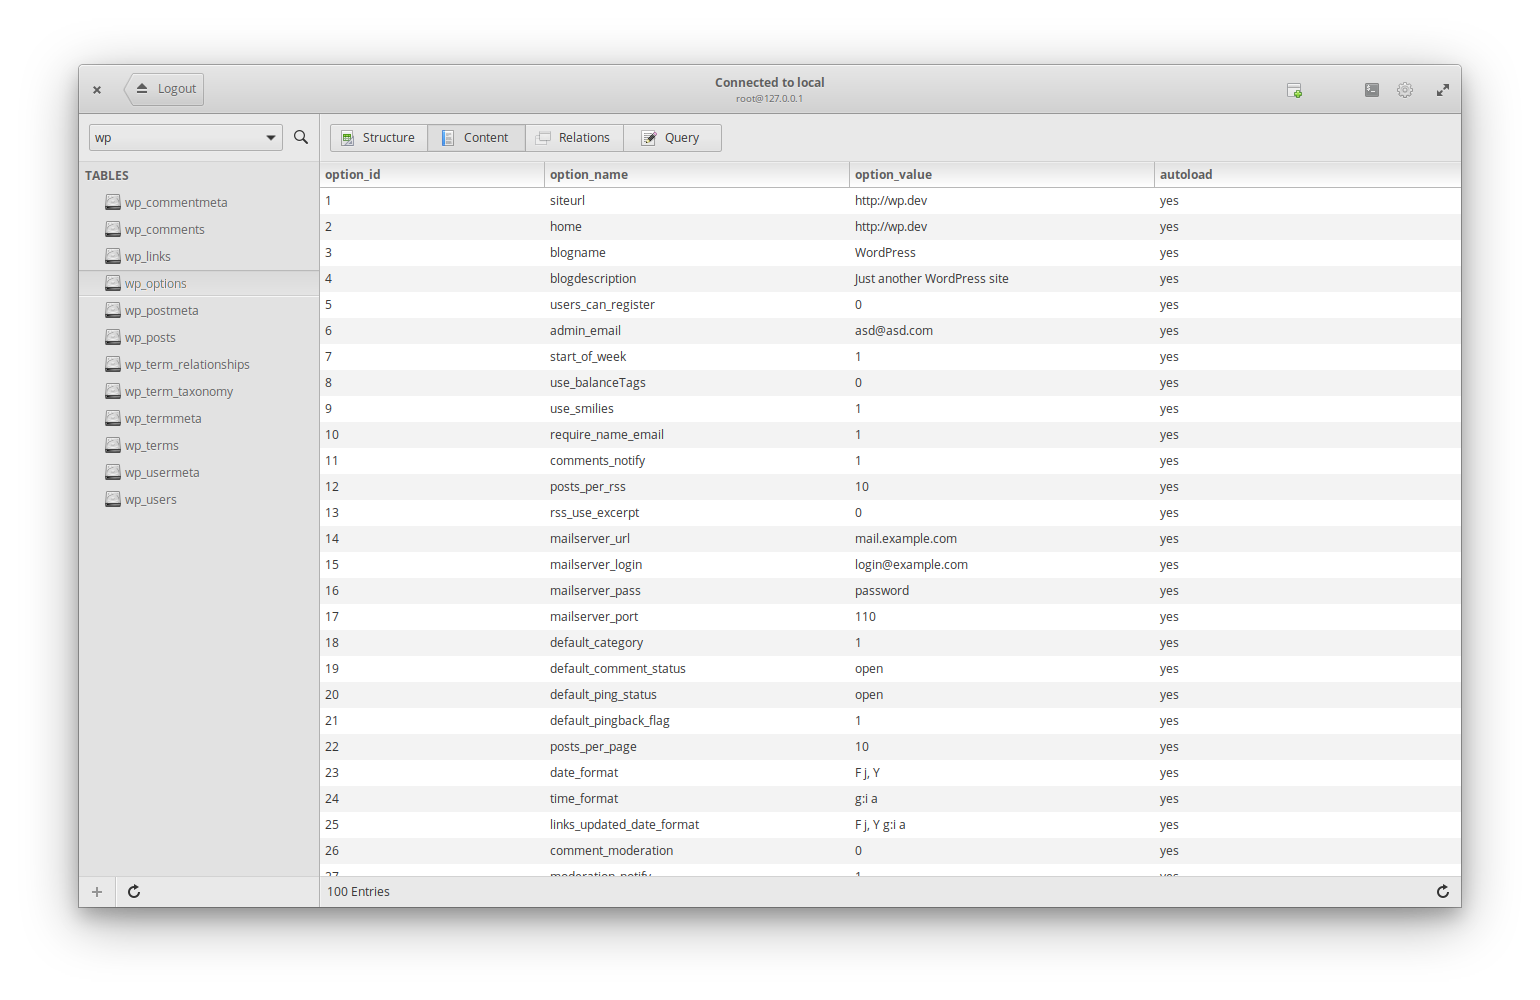 Logout
Connected to local
root@127.0.0.1
wp
Structure Content Relations Query
TABLES
wp_commentmeta
wp_comments
wp_links
wp_options
wp_postmeta
wp_posts
wp_term_relationships
wp_term_taxonomy
wp_termmeta
wp_terms
wp_usermeta
wp_users
option_id option_name option_value autoload
1 siteurl http://wp.dev yes
2 home http://wp.dev yes
3 blogname WordPress yes
4 blogdescription Just another WordPress site yes
5 users_can_register 0 yes
6 admin_email asd@asd.com yes
7 start_of_week 1 yes
8 use_balanceTags 0 yes
9 use_smilies 1 yes
10 require_name_email 1 yes
11 comments_notify 1 yes
12 posts_per_rss 10 yes
13 rss_use_excerpt 0 yes
14 mailserver_url mail.example.com yes
15 mailserver_login login@example.com yes
16 mailserver_pass password yes
17 mailserver_port 110 yes
18 default_category 1 yes
19 default_comment_status open yes
20 default_ping_status open yes
21 default_pingback_flag 1 yes
22 posts_per_page 10 yes
23 date_format F j, Y yes
24 time_format g:i a yes
25 links_updated_date_format F j, Y g:i a yes
26 comment_moderation 0 yes
27 moderation_notify 1 yes
100 Entries